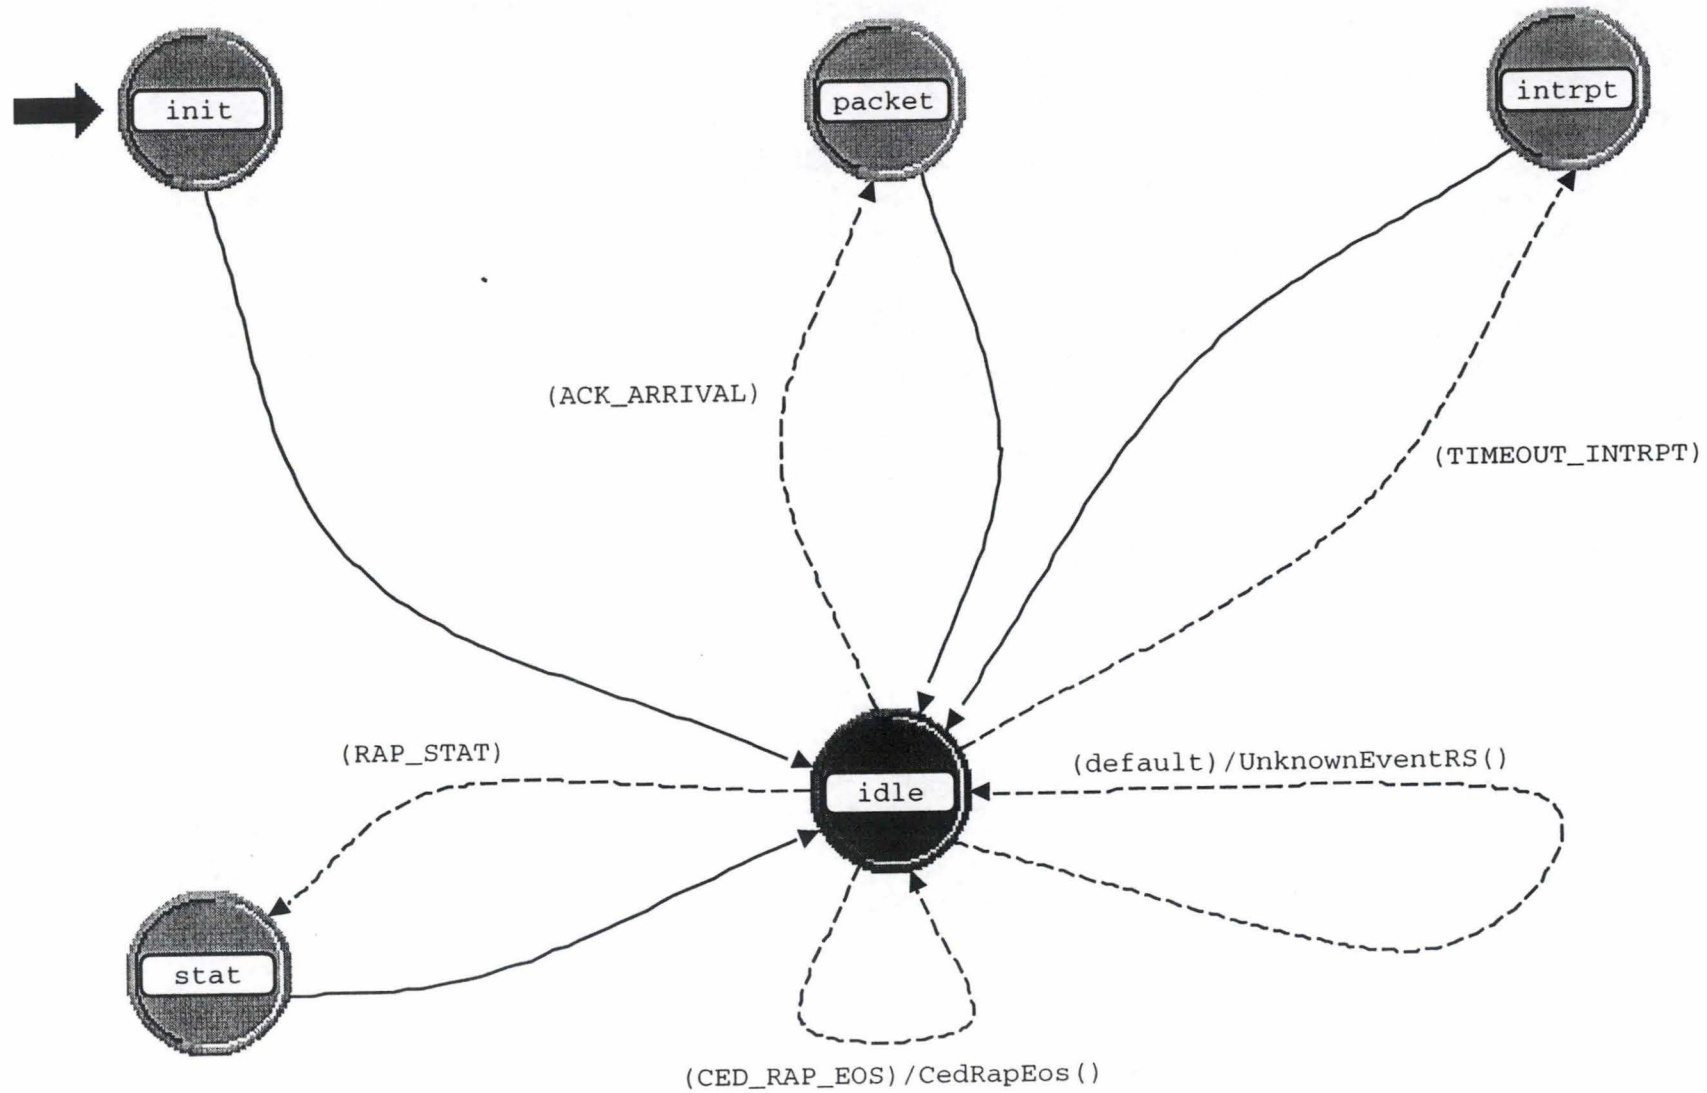 init
packet
intrpt
(ACK_ARRIVAL)
(TIMEOUT_INTRPT)
(RAP_STAT)
(default)/UnknownEventRS()
idle
stat
(CED_RAP_EOS)/CedRapEos()